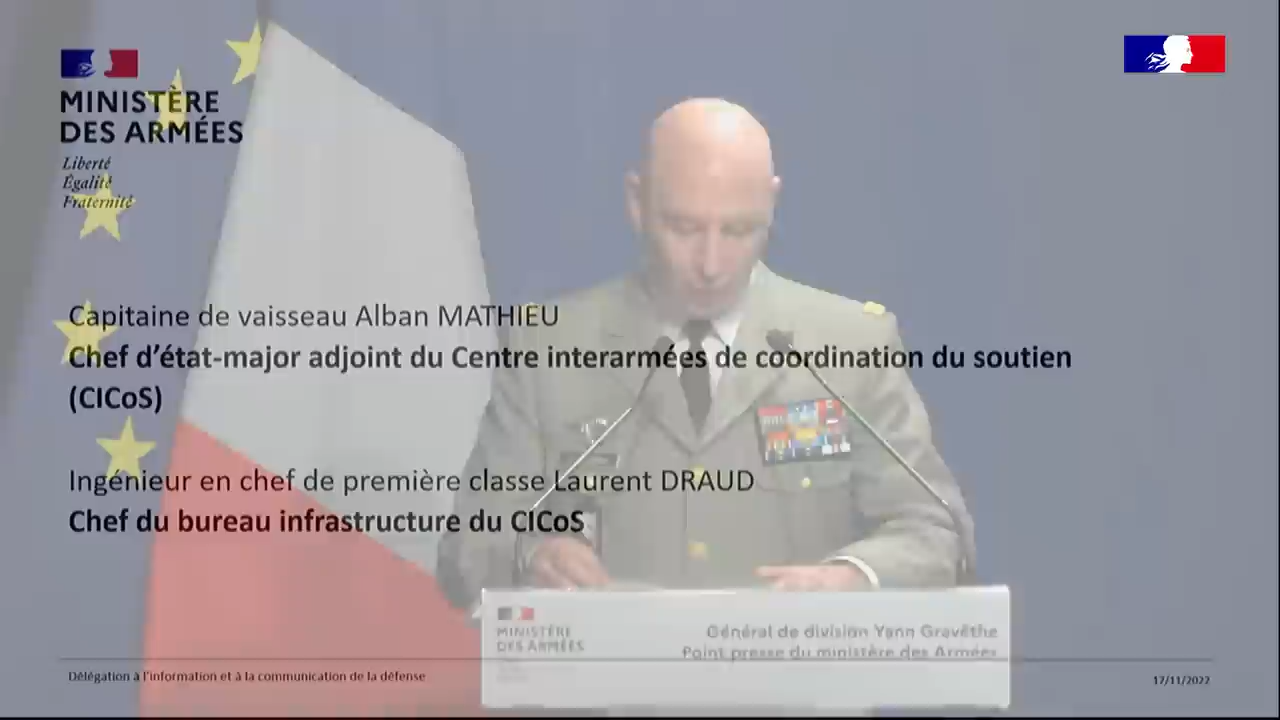 MINISTÈRE
DES ARMÉES
Liberté
Égalité
Fraternité
Capitaine de vaisseau Alban MATHIEU
Chef d’état-major adjoint du Centre interarmées de coordination du soutien
(CICoS)
Ingénieur en chef de première classe Laurent DRAUD
Chef du bureau infrastructure du CICoS
MINISTÈRE
DES ARMÉES
Général de division Yann Gravêthe
Point presse du ministère des Armées
Délégation à l’information et à la communication de la défense
17/11/2022